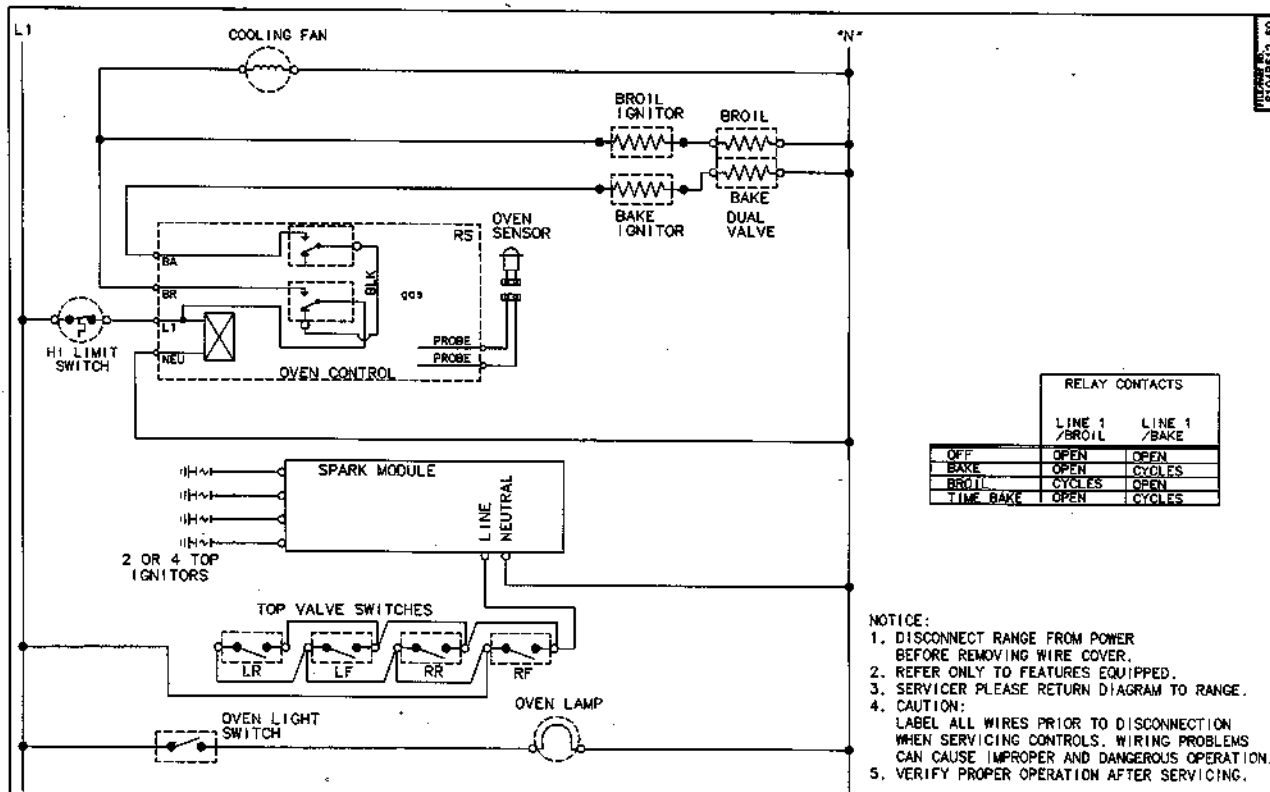 L1
COOLING FAN
"N"
BROIL
IGNITOR
BROIL
BAKE
IGNITOR
BAKE
DUAL
VALVE
OVEN
SENSOR
RS
BA
BLK
BR
gas
L1
HI LIMIT
SWITCH
NEU
PROBE
PROBE
OVEN CONTROL
RELAY CONTACTS
LINE 1
/BROIL
LINE 1
/BAKE
OFF OPEN OPEN
BAKE OPEN CYCLES
BROIL CYCLES OPEN
TIME BAKE OPEN CYCLES
SPARK MODULE
LINE
NEUTRAL
2 OR 4 TOP
IGNITORS
TOP VALVE SWITCHES
LR
LF
RR
RF
OVEN LIGHT
SWITCH
OVEN LAMP
NOTICE:
1. DISCONNECT RANGE FROM POWER
BEFORE REMOVING WIRE COVER.
2. REFER ONLY TO FEATURES EQUIPPED.
3. SERVICER PLEASE RETURN DIAGRAM TO RANGE.
4. CAUTION:
LABEL ALL WIRES PRIOR TO DISCONNECTION
WHEN SERVICING CONTROLS. WIRING PROBLEMS
CAN CAUSE IMPROPER AND DANGEROUS OPERATION.
5. VERIFY PROPER OPERATION AFTER SERVICING.